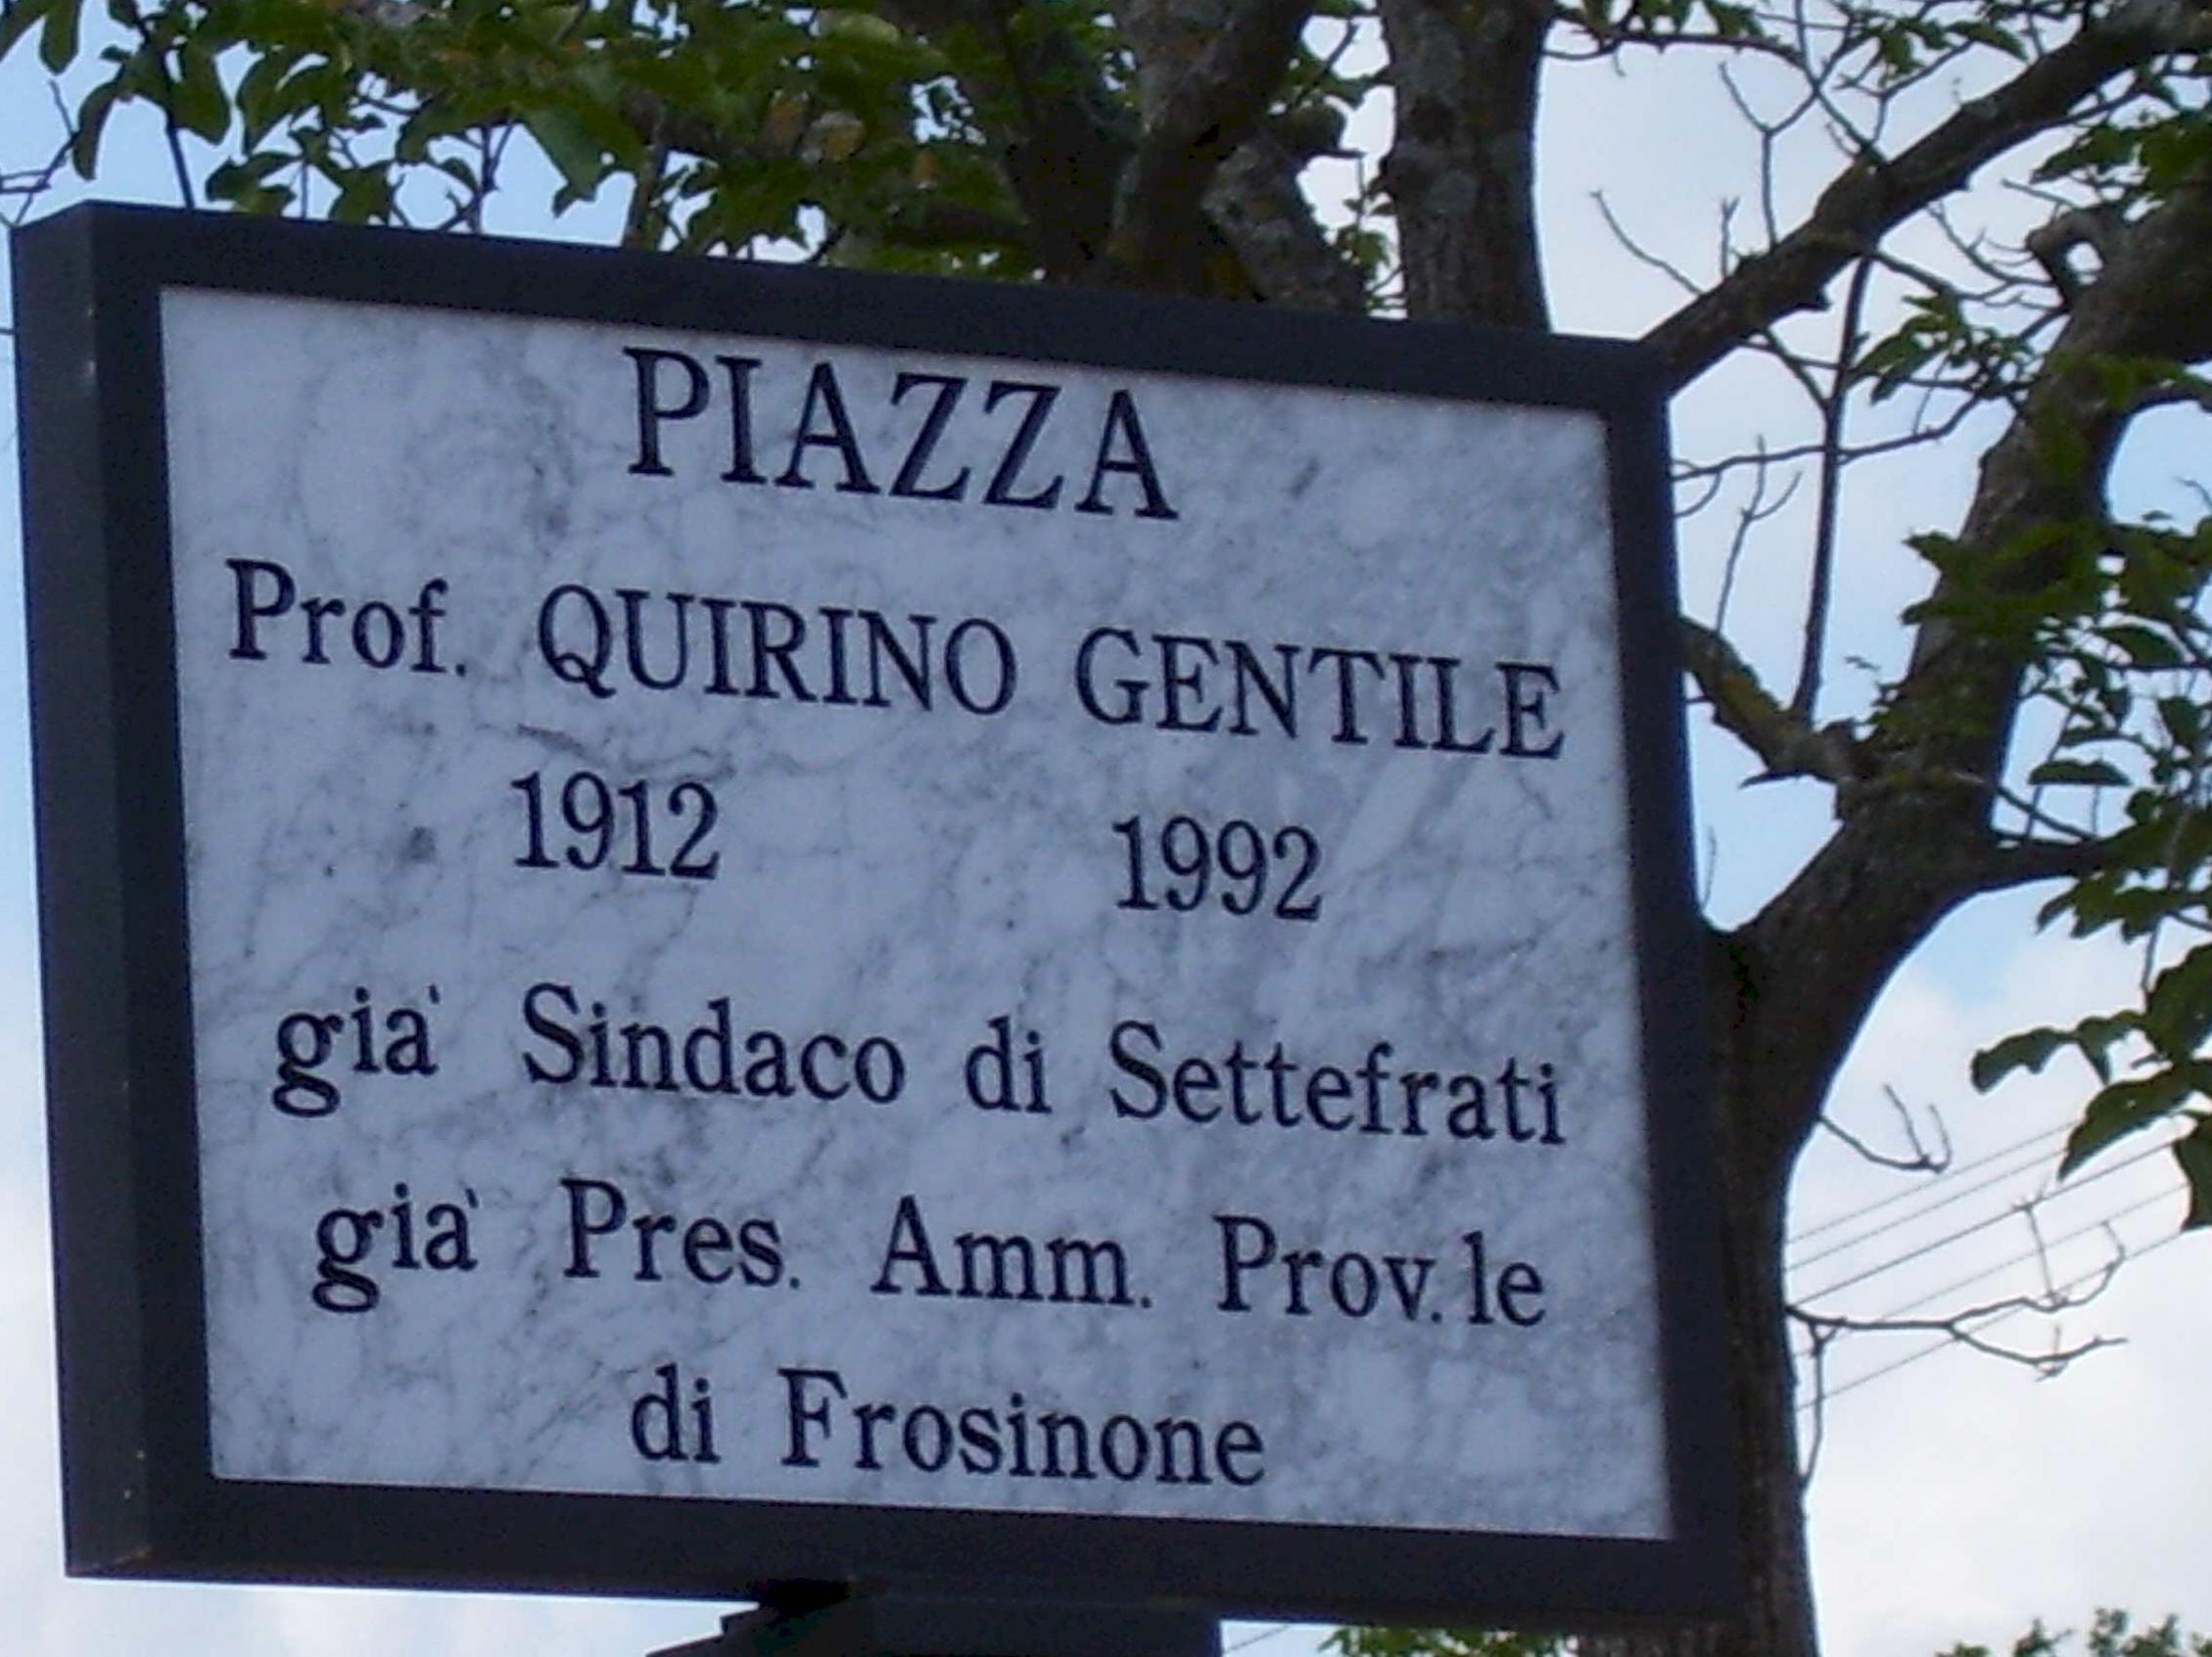 PIAZZA
Prof. QUIRINO GENTILE
1912 1992
gia' Sindaco di Settefrati
gia' Pres. Amm. Prov.le
di Frosinone